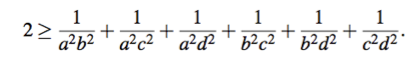 2 ≥ 1/a²b² + 1/a²c² + 1/a²d² + 1/b²c² + 1/b²d² + 1/c²d².